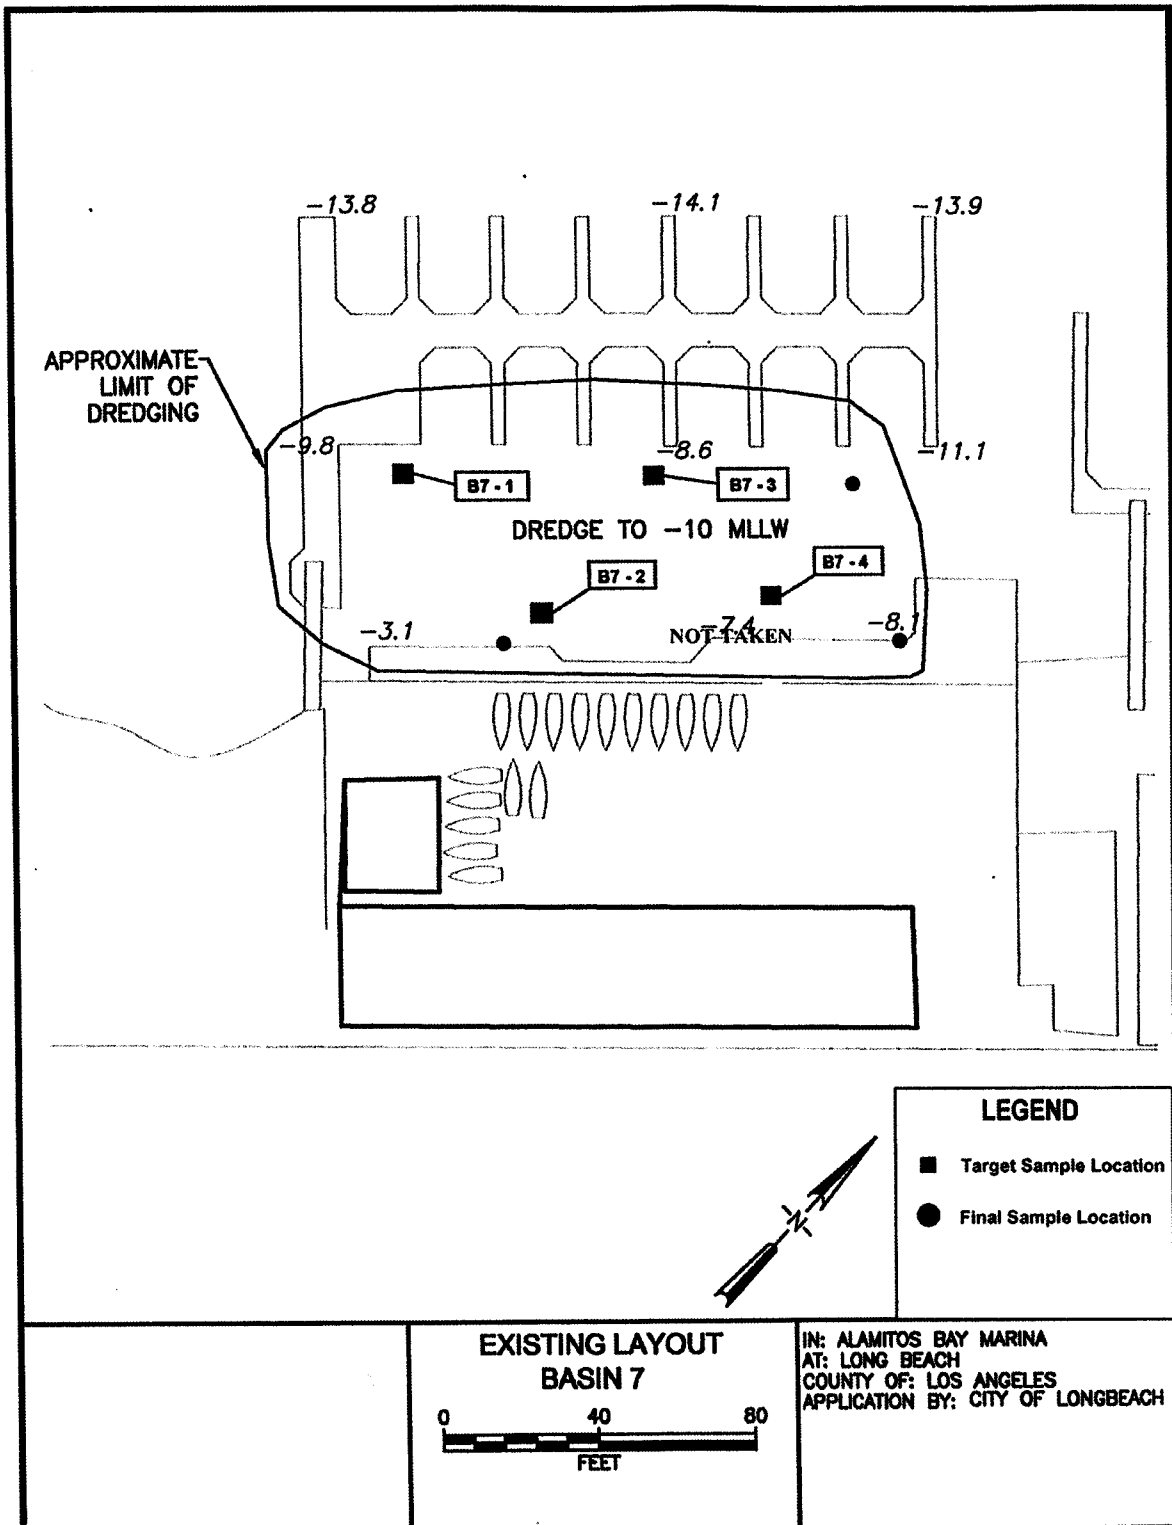 -13.8
-14.1
-13.9
APPROXIMATE
LIMIT OF
DREDGING
-9.8
-8.6
-11.1
B7 - 1
B7 - 3
DREDGE TO -10 MLLW
B7 - 2
B7 - 4
-3.1
-7.4
NOT TAKEN
-8.1
LEGEND
Target Sample Location
Final Sample Location
N
EXISTING LAYOUT
BASIN 7
0 40 80
FEET
IN: ALAMITOS BAY MARINA
AT: LONG BEACH
COUNTY OF: LOS ANGELES
APPLICATION BY: CITY OF LONGBEACH